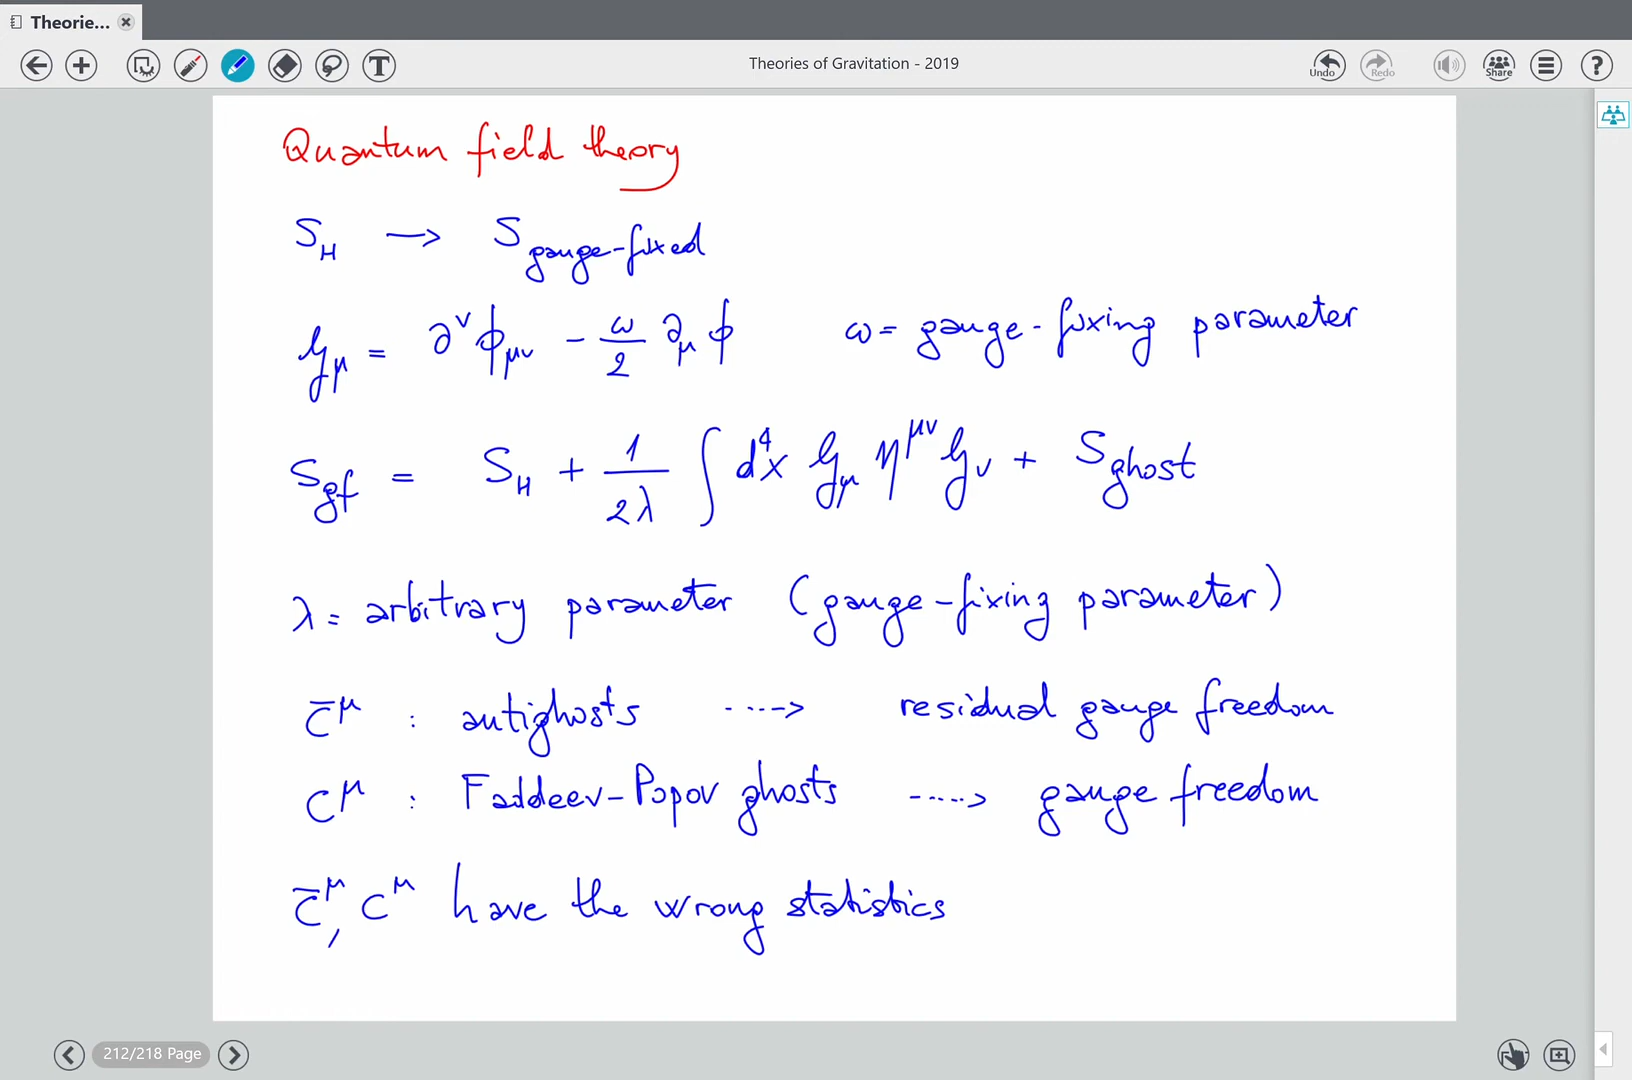 Theorie...
Theories of Gravitation - 2019
Undo Redo Share
Quantum field theory
S_H → S_gauge-fixed
𝒢_μ = ∂^ν ϕ_μν - ω/2 ∂_μ ϕ ω = gauge-fixing parameter
S_gf = S_H + 1/2λ ∫ d⁴x 𝒢_μ η^μν 𝒢_ν + S_ghost
λ = arbitrary parameter (gauge-fixing parameter)
c̄^μ : antighosts ----> residual gauge freedom
c^μ : Faddeev-Popov ghosts ----> gauge freedom
c̄^μ, c^μ have the wrong statistics
212/218 Page